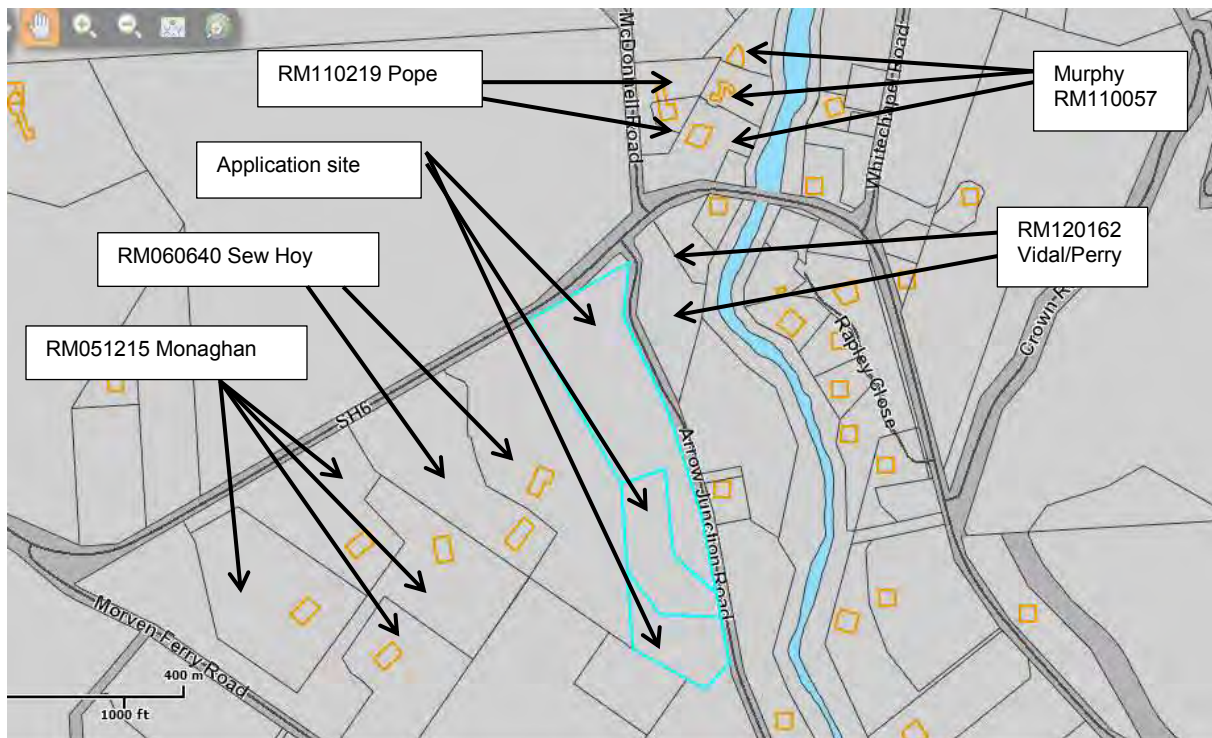 McDonnell-Road
Whitechapel-Road
RM110219 Pope
Murphy
RM110057
Application site
RM120162
Vidal/Perry
RM060640 Sew Hoy
RM051215 Monaghan
SH6
Rapley-Close
Crown-R
Arrow-Junction-Road
Morven-Ferry-Road
400 m
1000 ft